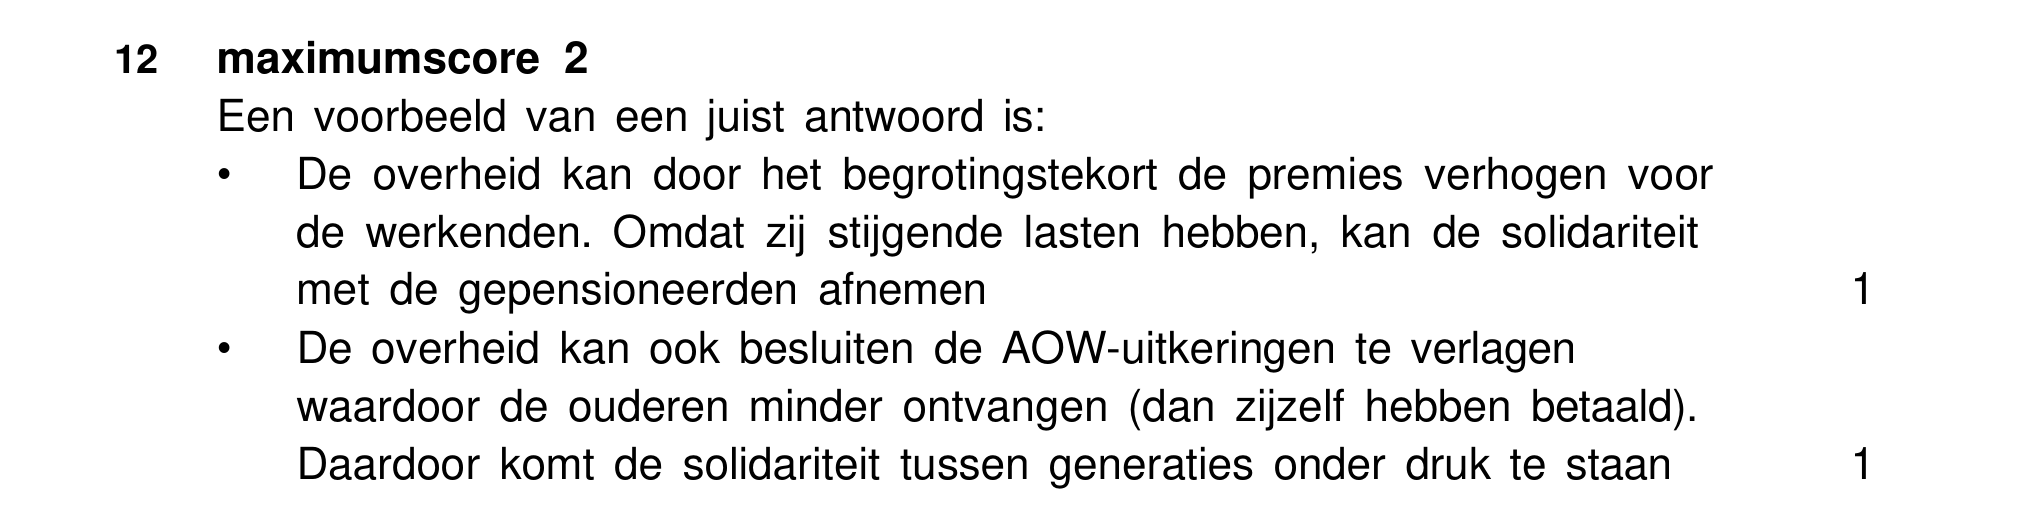 12 maximumscore 2
Een voorbeeld van een juist antwoord is:
• De overheid kan door het begrotingstekort de premies verhogen voor
de werkenden. Omdat zij stijgende lasten hebben, kan de solidariteit
met de gepensioneerden afnemen 1
• De overheid kan ook besluiten de AOW-uitkeringen te verlagen
waardoor de ouderen minder ontvangen (dan zijzelf hebben betaald).
Daardoor komt de solidariteit tussen generaties onder druk te staan 1